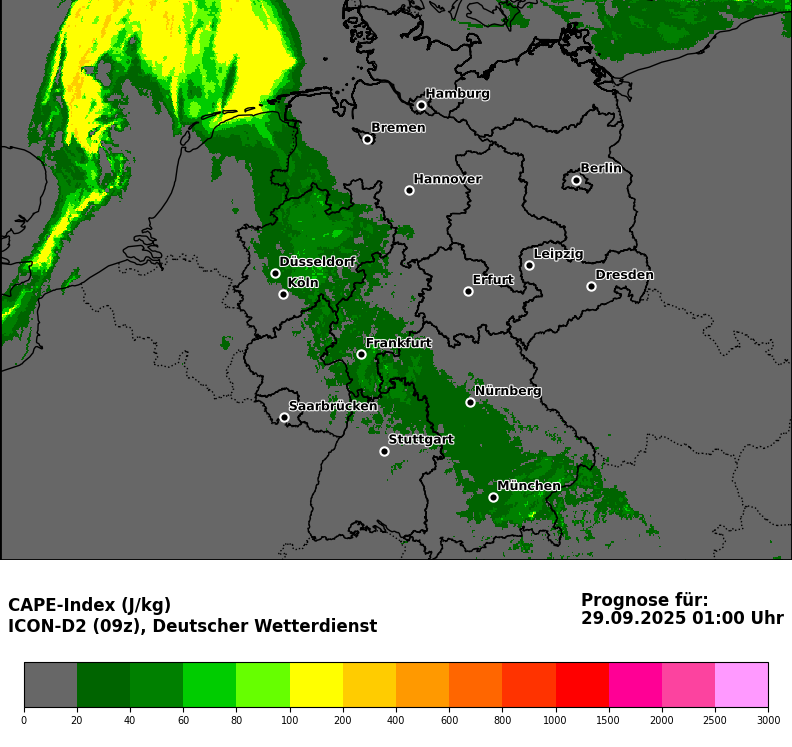 Hamburg
Bremen
Berlin
Hannover
Leipzig
Düsseldorf
Dresden
Erfurt
Köln
Frankfurt
Nürnberg
Saarbrücken
Stuttgart
München
CAPE-Index (J/kg)
ICON-D2 (09z), Deutscher Wetterdienst
Prognose für:
29.09.2025 01:00 Uhr
0 20 40 60 80 100 200 400 600 800 1000 1500 2000 2500 3000